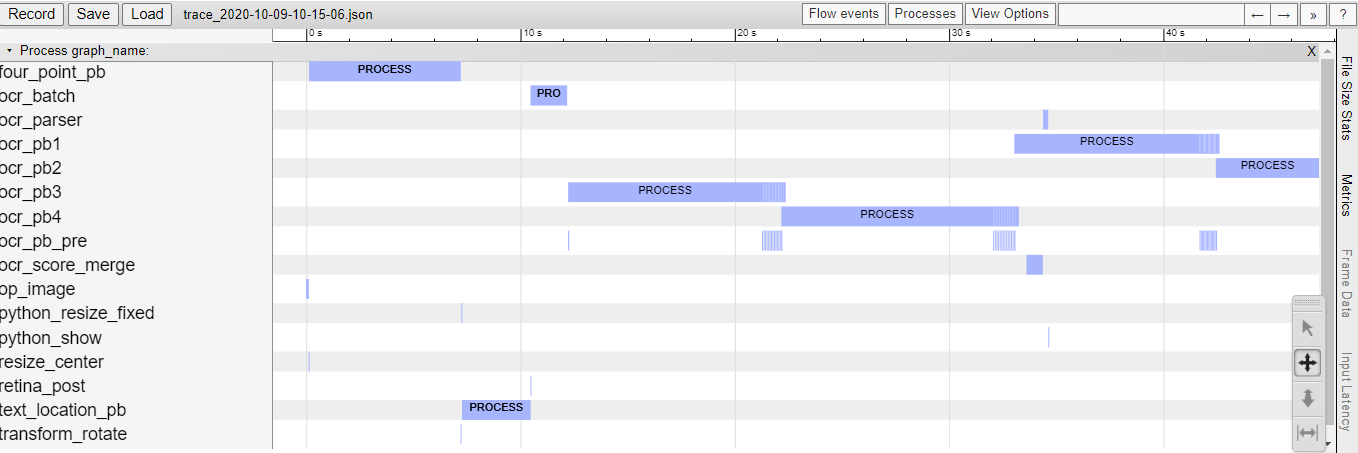 Record Save Load trace_2020-10-09-10-15-06.json Flow events Processes View Options ← → » ?
0 s 10 s 20 s 30 s 40 s
Process graph_name: X
four_point_pb PROCESS
ocr_batch PRO
ocr_parser
ocr_pb1 PROCESS
ocr_pb2 PROCESS
ocr_pb3 PROCESS
ocr_pb4 PROCESS
ocr_pb_pre
ocr_score_merge
op_image
python_resize_fixed
python_show
resize_center
retina_post
text_location_pb PROCESS
transform_rotate
File Size Stats
Metrics
Frame Data
Input Latency